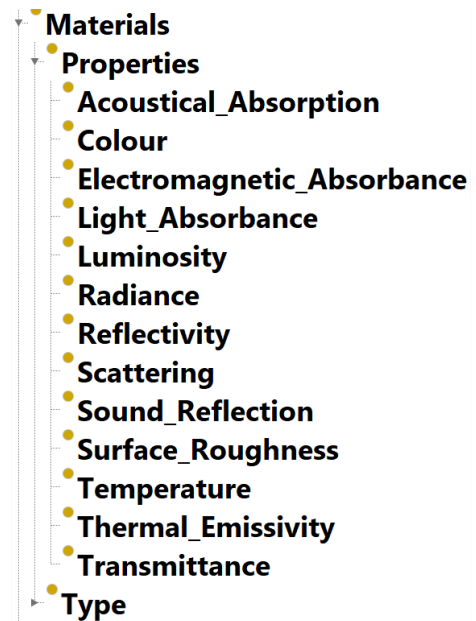 Materials
Properties
Acoustical_Absorption
Colour
Electromagnetic_Absorbance
Light_Absorbance
Luminosity
Radiance
Reflectivity
Scattering
Sound_Reflection
Surface_Roughness
Temperature
Thermal_Emissivity
Transmittance
Type